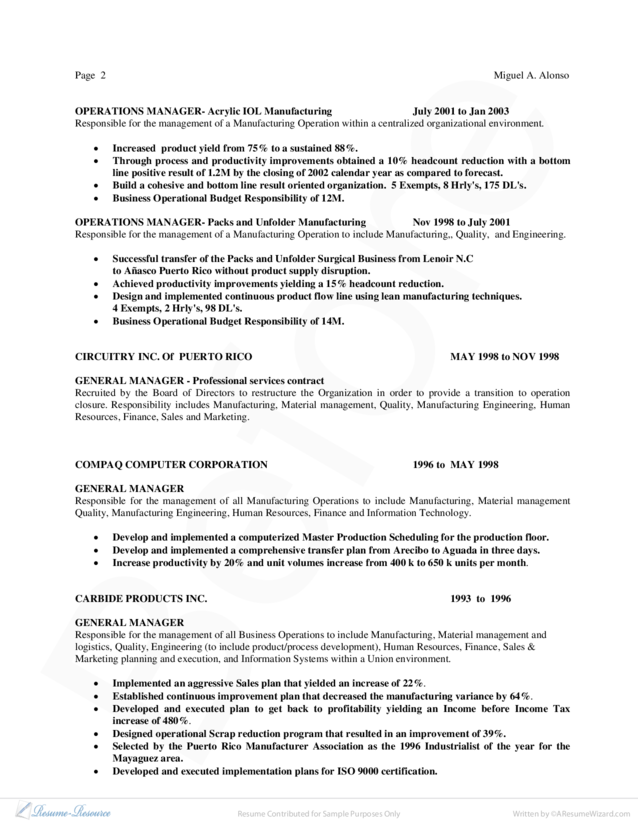 Page 2 Miguel A. Alonso
OPERATIONS MANAGER- Acrylic IOL Manufacturing July 2001 to Jan 2003
Responsible for the management of a Manufacturing Operation within a centralized organizational environment.
• Increased product yield from 75% to a sustained 88%.
• Through process and productivity improvements obtained a 10% headcount reduction with a bottom
line positive result of 1.2M by the closing of 2002 calendar year as compared to forecast.
• Build a cohesive and bottom line result oriented organization. 5 Exempts, 8 Hrly's, 175 DL's.
• Business Operational Budget Responsibility of 12M.
OPERATIONS MANAGER- Packs and Unfolder Manufacturing Nov 1998 to July 2001
Responsible for the management of a Manufacturing Operation to include Manufacturing,, Quality, and Engineering.
• Successful transfer of the Packs and Unfolder Surgical Business from Lenoir N.C
to Añasco Puerto Rico without product supply disruption.
• Achieved productivity improvements yielding a 15% headcount reduction.
• Design and implemented continuous product flow line using lean manufacturing techniques.
4 Exempts, 2 Hrly's, 98 DL's.
• Business Operational Budget Responsibility of 14M.
CIRCUITRY INC. Of PUERTO RICO MAY 1998 to NOV 1998
GENERAL MANAGER - Professional services contract
Recruited by the Board of Directors to restructure the Organization in order to provide a transition to operation
closure. Responsibility includes Manufacturing, Material management, Quality, Manufacturing Engineering, Human
Resources, Finance, Sales and Marketing.
COMPAQ COMPUTER CORPORATION 1996 to MAY 1998
GENERAL MANAGER
Responsible for the management of all Manufacturing Operations to include Manufacturing, Material management
Quality, Manufacturing Engineering, Human Resources, Finance and Information Technology.
• Develop and implemented a computerized Master Production Scheduling for the production floor.
• Develop and implemented a comprehensive transfer plan from Arecibo to Aguada in three days.
• Increase productivity by 20% and unit volumes increase from 400 k to 650 k units per month.
CARBIDE PRODUCTS INC. 1993 to 1996
GENERAL MANAGER
Responsible for the management of all Business Operations to include Manufacturing, Material management and
logistics, Quality, Engineering (to include product/process development), Human Resources, Finance, Sales &
Marketing planning and execution, and Information Systems within a Union environment.
• Implemented an aggressive Sales plan that yielded an increase of 22%.
• Established continuous improvement plan that decreased the manufacturing variance by 64%.
• Developed and executed plan to get back to profitability yielding an Income before Income Tax
increase of 480%.
• Designed operational Scrap reduction program that resulted in an improvement of 39%.
• Selected by the Puerto Rico Manufacturer Association as the 1996 Industrialist of the year for the
Mayaguez area.
• Developed and executed implementation plans for ISO 9000 certification.
Resume-Resource Resume Contributed for Sample Purposes Only Written by ©AResumeWizard.com